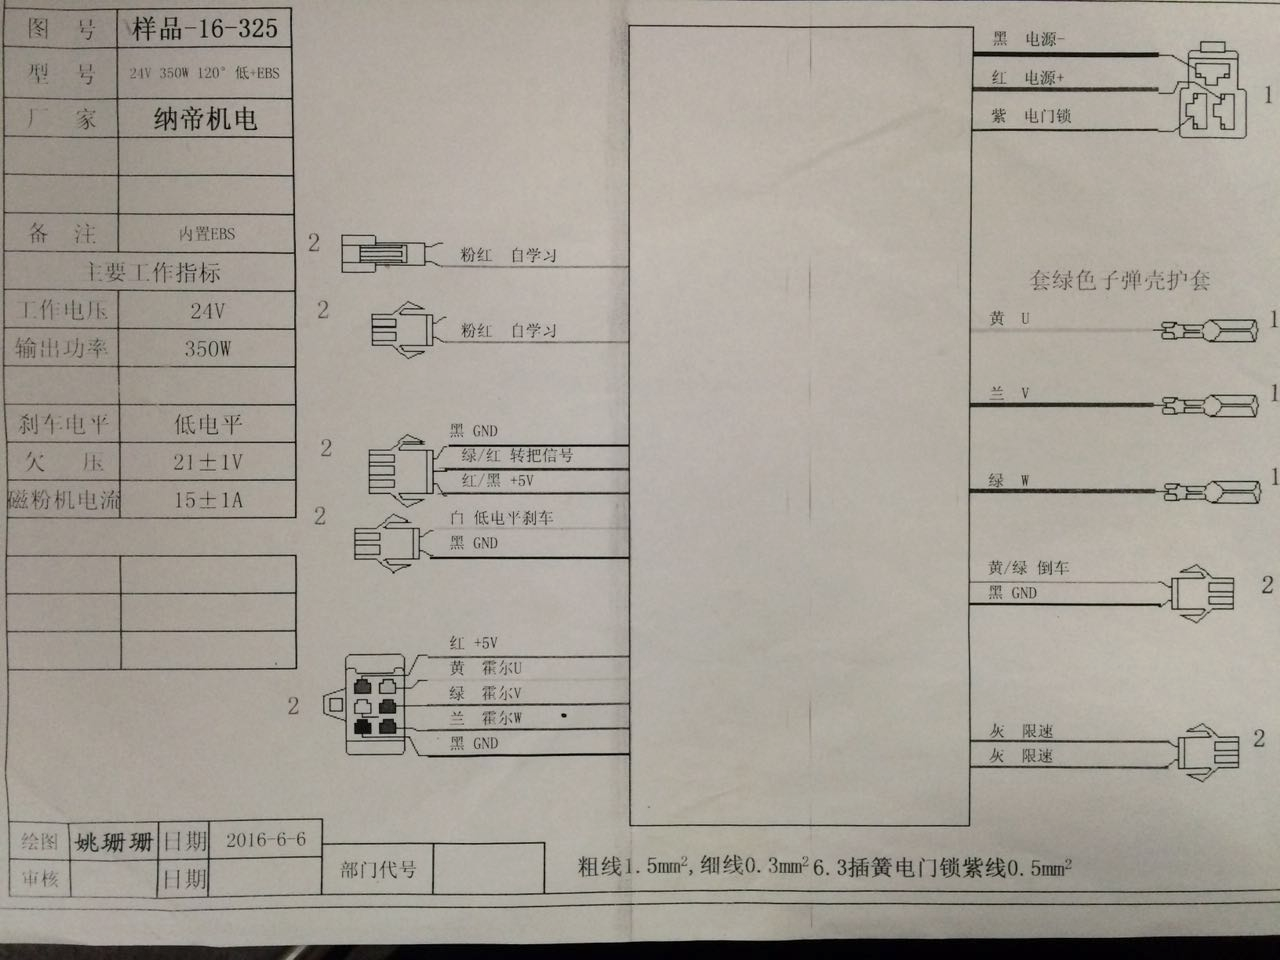 图 号 样品-16-325
型 号 24V 350W 120° 低+EBS
厂 家 纳帝机电
备 注 内置EBS
主要工作指标
工作电压 24V
输出功率 350W
刹车电平 低电平
欠 压 21±1V
磁粉机电流 15±1A
2 粉红 自学习
2 粉红 自学习
2
黑 GND
绿/红 转把信号
红/黑 +5V
2
白 低电平刹车
黑 GND
2
红 +5V
黄 霍尔U
绿 霍尔V
兰 霍尔W
黑 GND
黑 电源-
红 电源+
紫 电门锁
1
套绿色子弹壳护套
黄 U 1
兰 V 1
绿 W 1
黄/绿 倒车
黑 GND
2
灰 限速
灰 限速
2
绘图 姚珊珊 日期 2016-6-6
审核 日期
部门代号
粗线1.5mm²,细线0.3mm² 6.3插簧电门锁紫线0.5mm²